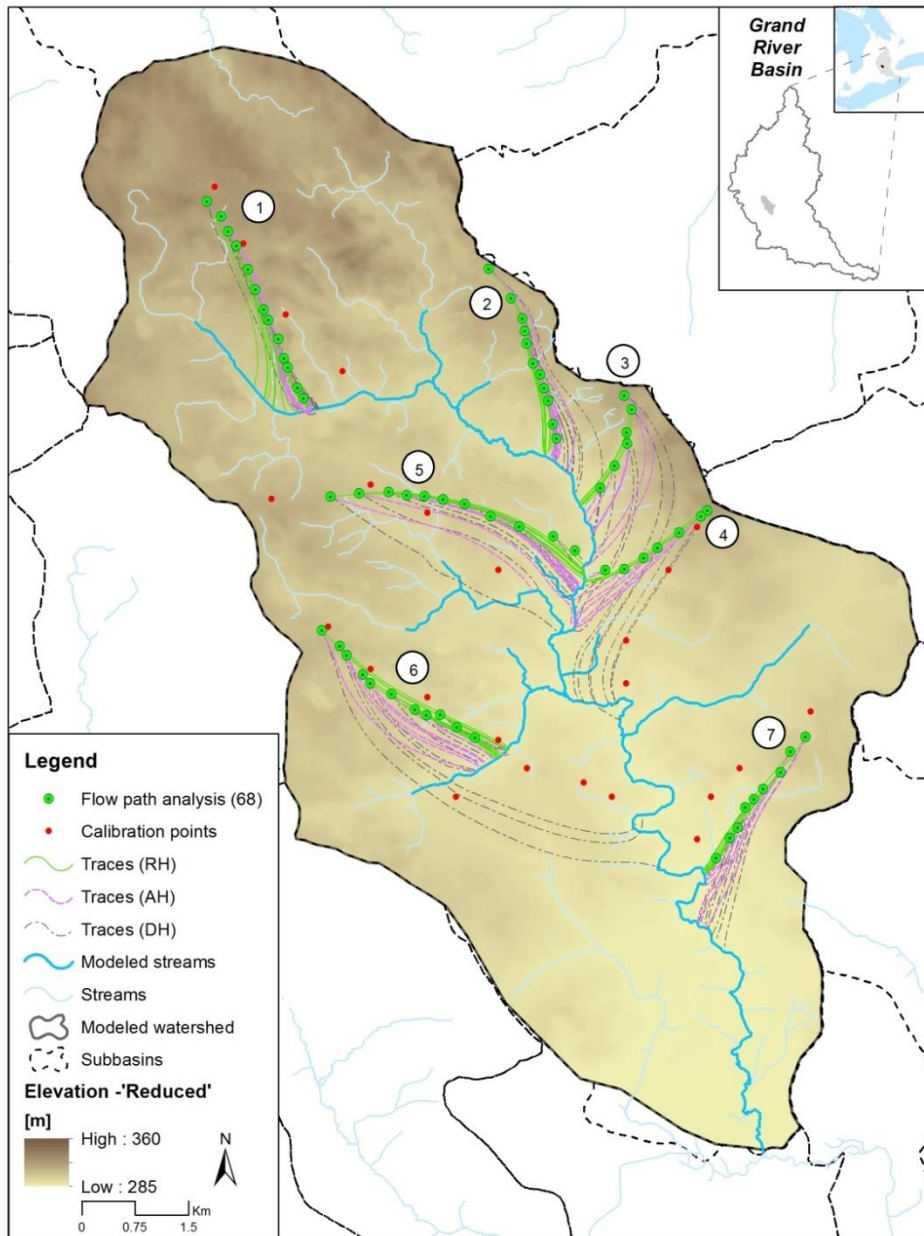 Grand
River
Basin
1
2
3
5
4
6
7
Legend
Flow path analysis (68)
Calibration points
Traces (RH)
Traces (AH)
Traces (DH)
Modeled streams
Streams
Modeled watershed
Subbasins
Elevation -'Reduced'
[m]
High : 360
Low : 285
N
Km
0 0.75 1.5